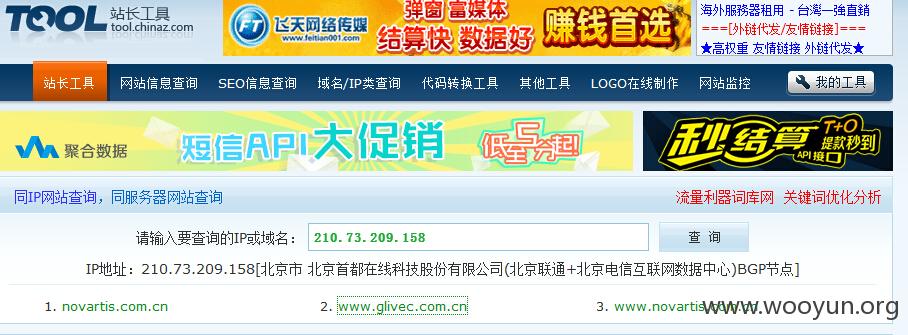 TOOL 站长工具
tool.chinaz.com
飞天网络传媒
www.feitian001.com
弹窗 富媒体
结算快 数据好
赚钱首选
海外服務器租用 - 台灣一強直銷
===[外链代发/友情链接]===
★高权重 友情链接 外链代发★
站长工具 网站信息查询 SEO信息查询 域名/IP类查询 代码转换工具 其他工具 LOGO在线制作 网站监控 我的工具
聚合数据 短信API大促销 低至5分起!
秒结算 T+0
提款秒到
API接口
同IP网站查询，同服务器网站查询 流量利器词库网 关键词优化分析
请输入要查询的IP或域名： 210.73.209.158 查 询
IP地址：210.73.209.158[北京市 北京首都在线科技股份有限公司(北京联通+北京电信互联网数据中心)BGP节点]
1. novartis.com.cn 2. www.glivec.com.cn 3. www.novartis.com.cn
www.wooyun.org